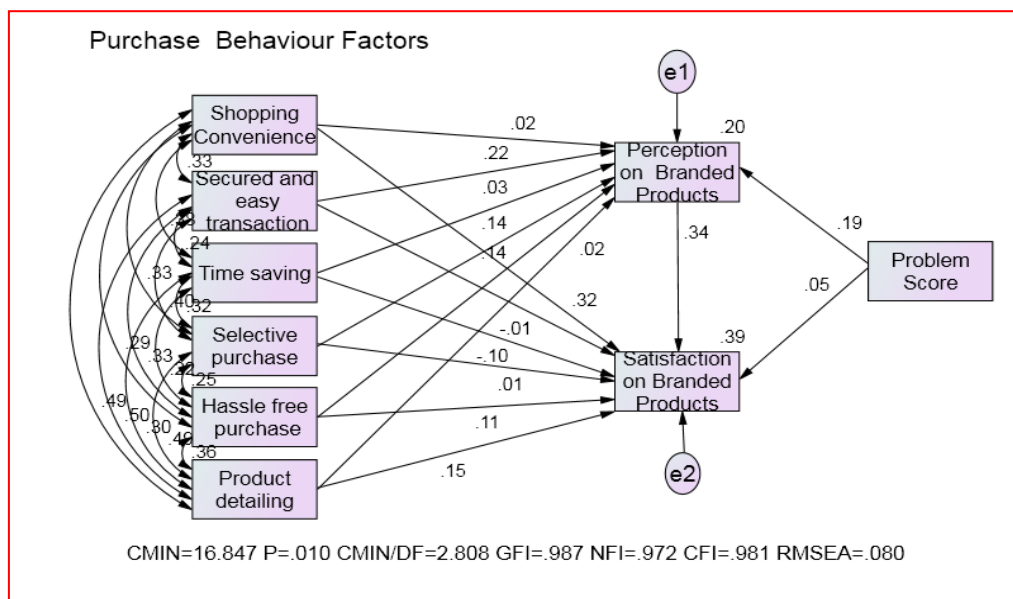 Purchase Behaviour Factors
e1
Shopping
Convenience
.02
.20
.33
.22
Perception
on Branded
Products
Secured and
easy
transaction
.03
.14
.19
.24
.14
.02
.34
Time saving
Problem
Score
.33
.05
.40
.32
.32
-.01
.39
Selective
purchase
-.10
Satisfaction
on Branded
Products
.29
.33
.25
.01
Hassle free
purchase
.49
.50
.11
.30
.36
.15
Product
detailing
e2
CMIN=16.847 P=.010 CMIN/DF=2.808 GFI=.987 NFI=.972 CFI=.981 RMSEA=.080